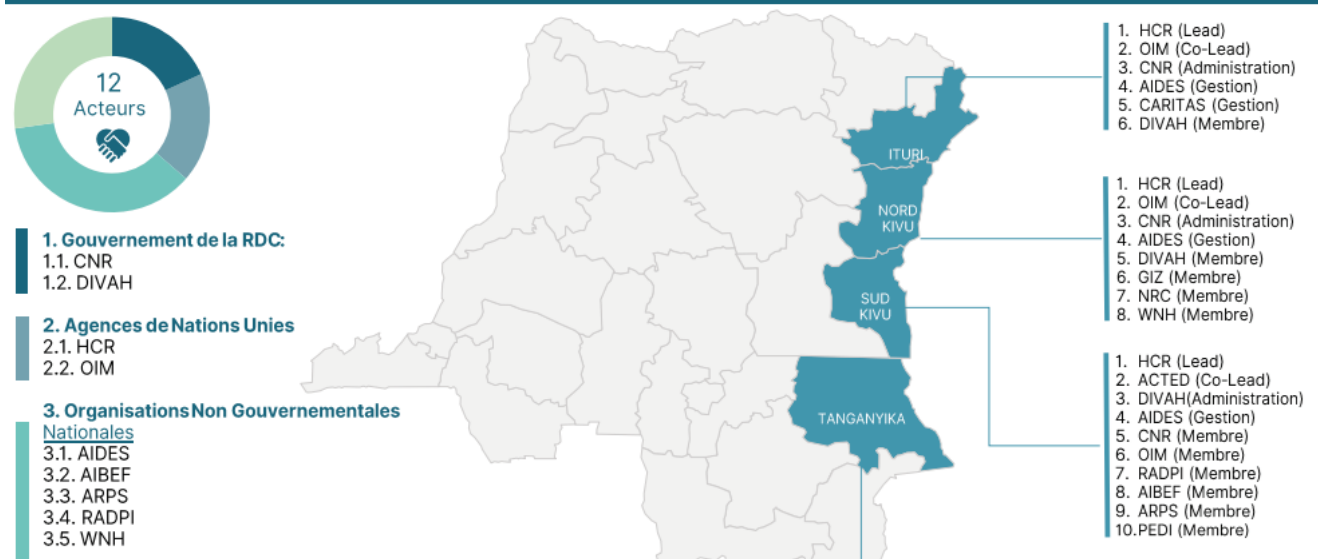 12
Acteurs
1. Gouvernement de la RDC:
1.1. CNR
1.2. DIVAH
2. Agences de Nations Unies
2.1. HCR
2.2. OIM
3. Organisations Non Gouvernementales
Nationales
3.1. AIDES
3.2. AIBEF
3.3. ARPS
3.4. RADPI
3.5. WNH
ITURI
NORD
KIVU
SUD
KIVU
TANGANYIKA
1. HCR (Lead)
2. OIM (Co-Lead)
3. CNR (Administration)
4. AIDES (Gestion)
5. CARITAS (Gestion)
6. DIVAH (Membre)
1. HCR (Lead)
2. OIM (Co-Lead)
3. CNR (Administration)
4. AIDES (Gestion)
5. DIVAH (Membre)
6. GIZ (Membre)
7. NRC (Membre)
8. WNH (Membre)
1. HCR (Lead)
2. ACTED (Co-Lead)
3. DIVAH(Administration)
4. AIDES (Gestion)
5. CNR (Membre)
6. OIM (Membre)
7. RADPI (Membre)
8. AIBEF (Membre)
9. ARPS (Membre)
10.PEDI (Membre)